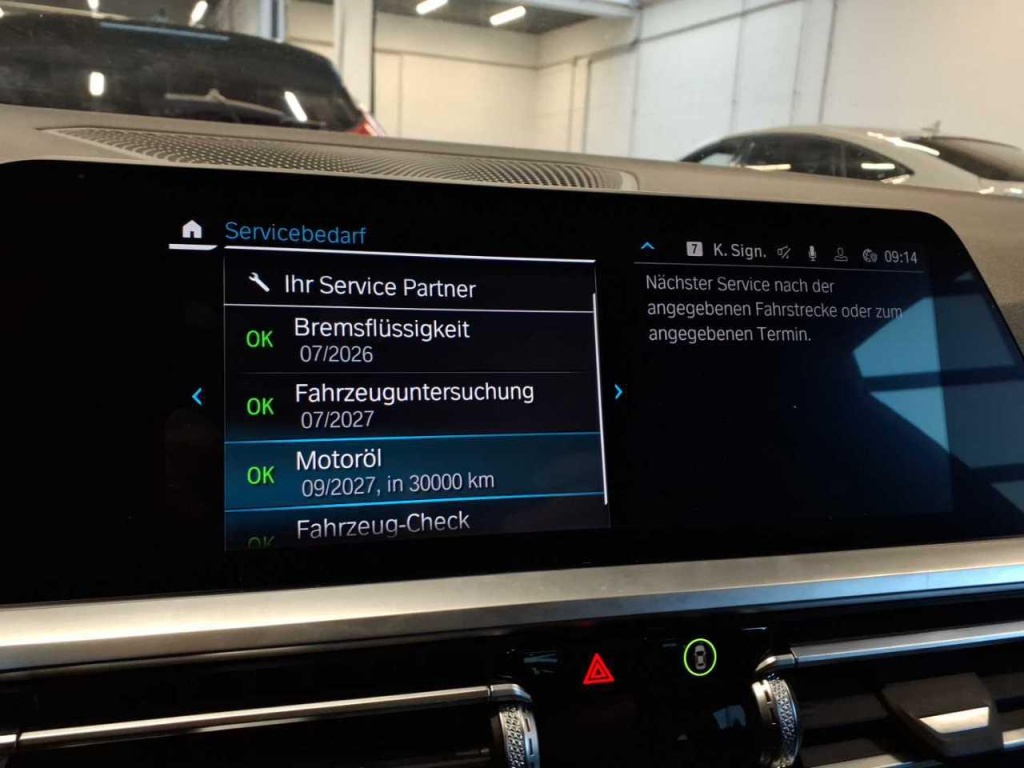 Servicebedarf
7 K. Sign. 09:14
Ihr Service Partner
OK Bremsflüssigkeit
07/2026
OK Fahrzeuguntersuchung
07/2027
OK Motoröl
09/2027, in 30000 km
OK Fahrzeug-Check
Nächster Service nach der
angegebenen Fahrstrecke oder zum
angegebenen Termin.